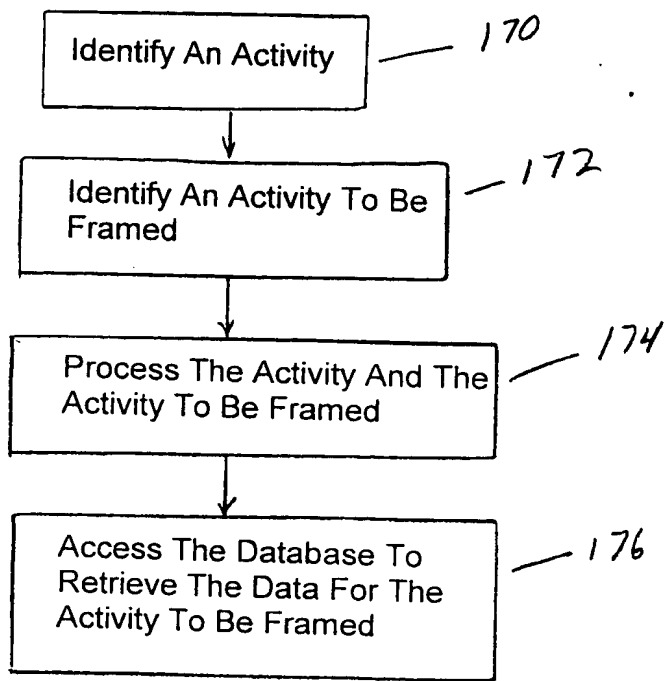 Identify An Activity
170
Identify An Activity To Be
Framed
172
Process The Activity And The
Activity To Be Framed
174
Access The Database To
Retrieve The Data For The
Activity To Be Framed
176